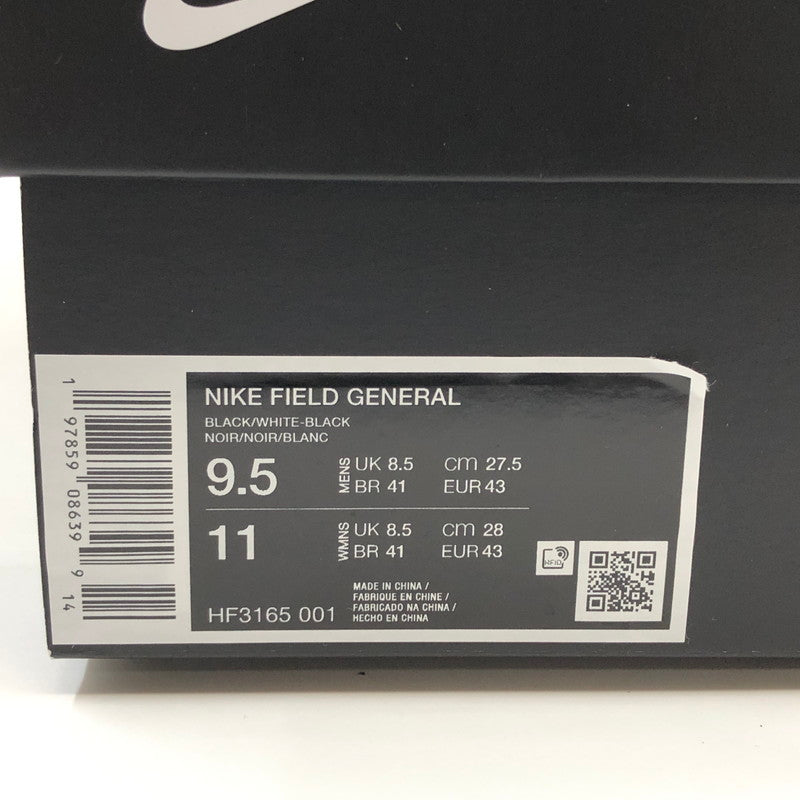 NIKE FIELD GENERAL
BLACK/WHITE-BLACK
NOIR/NOIR/BLANC
9.5 MENS UK 8.5 cm 27.5
BR 41 EUR 43
11 WMNS UK 8.5 cm 28
BR 41 EUR 43
HF3165 001
MADE IN CHINA /
FABRIQUE EN CHINE /
FABRICADO NA CHINA /
HECHO EN CHINA
1 97859 08639 9 14